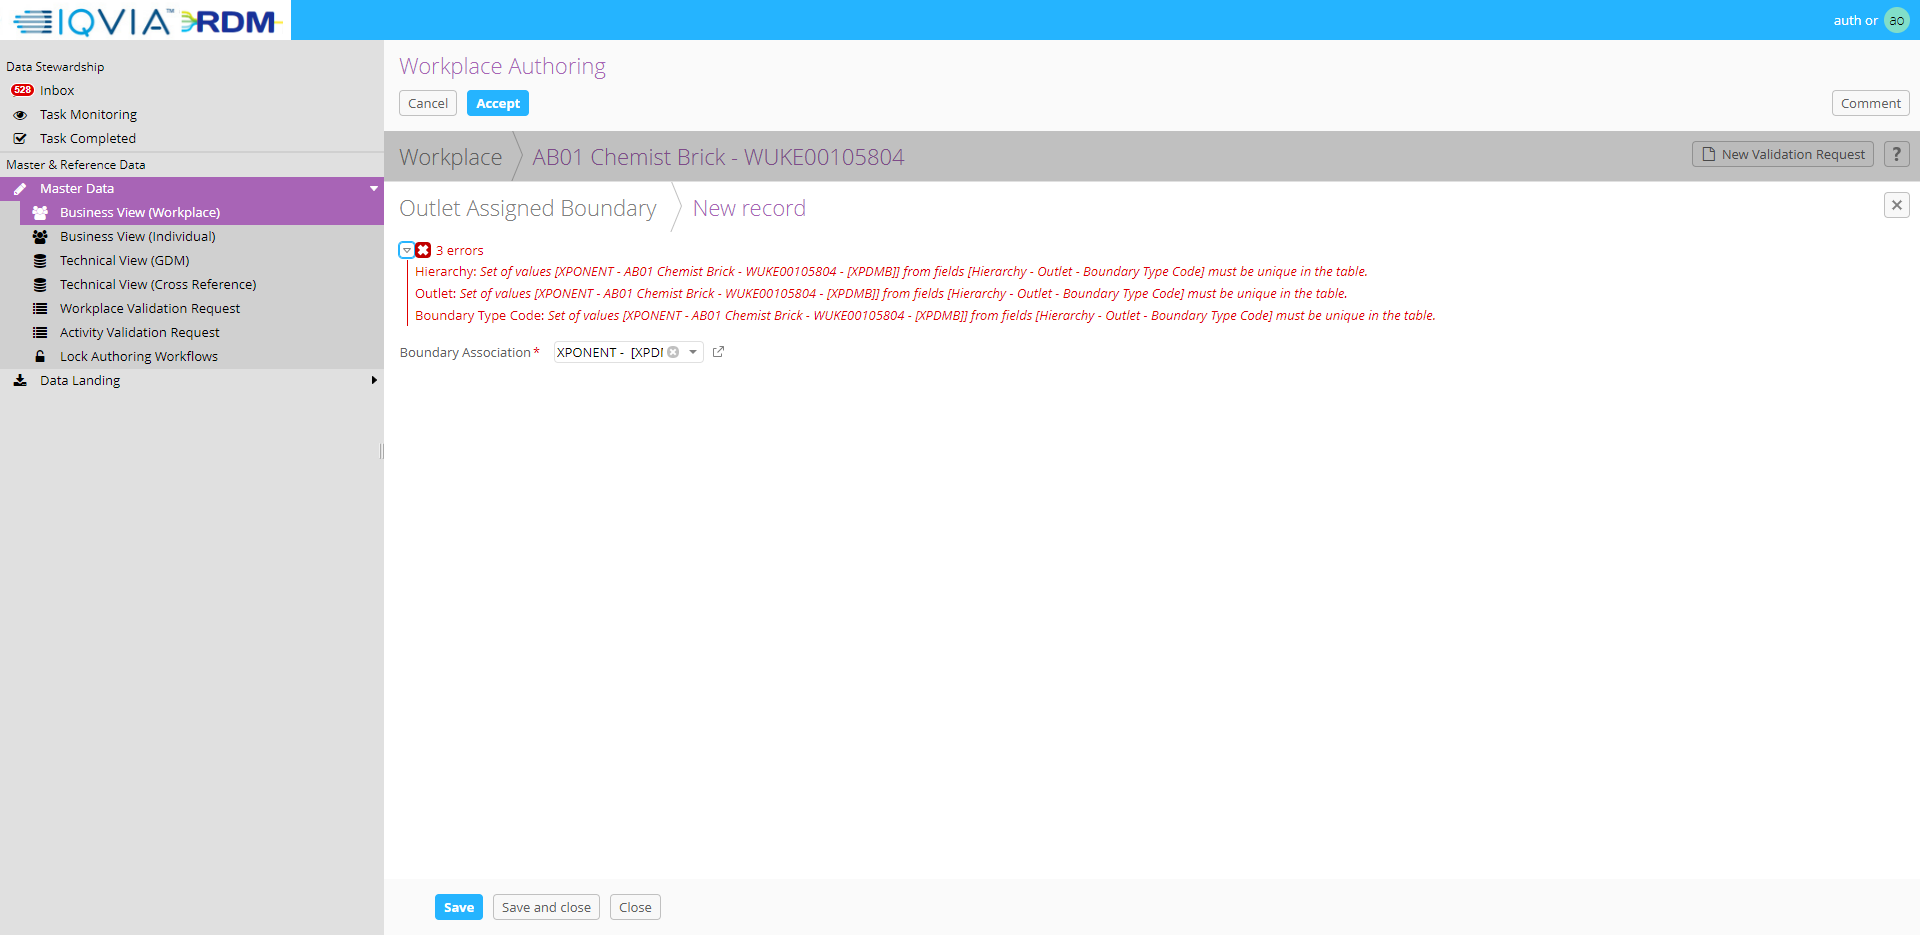 IQVIA™ RDM
auth or ao
Data Stewardship
528 Inbox
Task Monitoring
Task Completed
Master & Reference Data
Master Data
Business View (Workplace)
Business View (Individual)
Technical View (GDM)
Technical View (Cross Reference)
Workplace Validation Request
Activity Validation Request
Lock Authoring Workflows
Data Landing
Workplace Authoring
Cancel Accept Comment
Workplace AB01 Chemist Brick - WUKE00105804 New Validation Request ?
Outlet Assigned Boundary New record
3 errors
Hierarchy: Set of values [XPONENT - AB01 Chemist Brick - WUKE00105804 - [XPDMB]] from fields [Hierarchy - Outlet - Boundary Type Code] must be unique in the table.
Outlet: Set of values [XPONENT - AB01 Chemist Brick - WUKE00105804 - [XPDMB]] from fields [Hierarchy - Outlet - Boundary Type Code] must be unique in the table.
Boundary Type Code: Set of values [XPONENT - AB01 Chemist Brick - WUKE00105804 - [XPDMB]] from fields [Hierarchy - Outlet - Boundary Type Code] must be unique in the table.
Boundary Association* XPONENT - [XPDM
Save Save and close Close